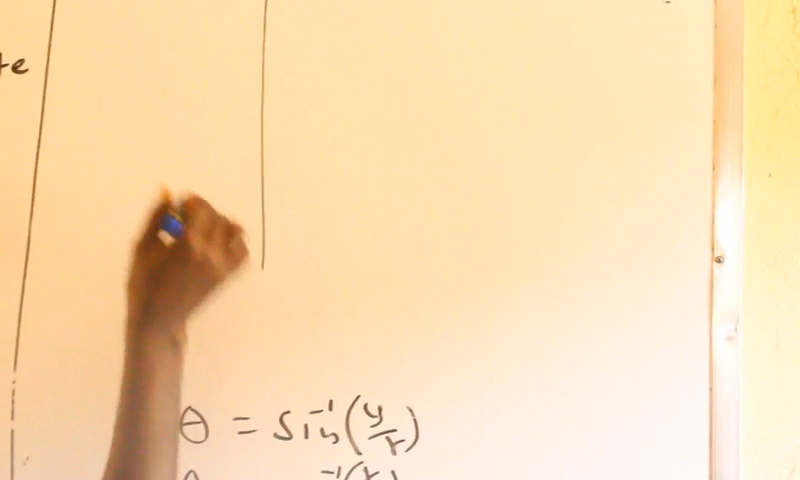 te
θ = sin⁻¹(y/r)